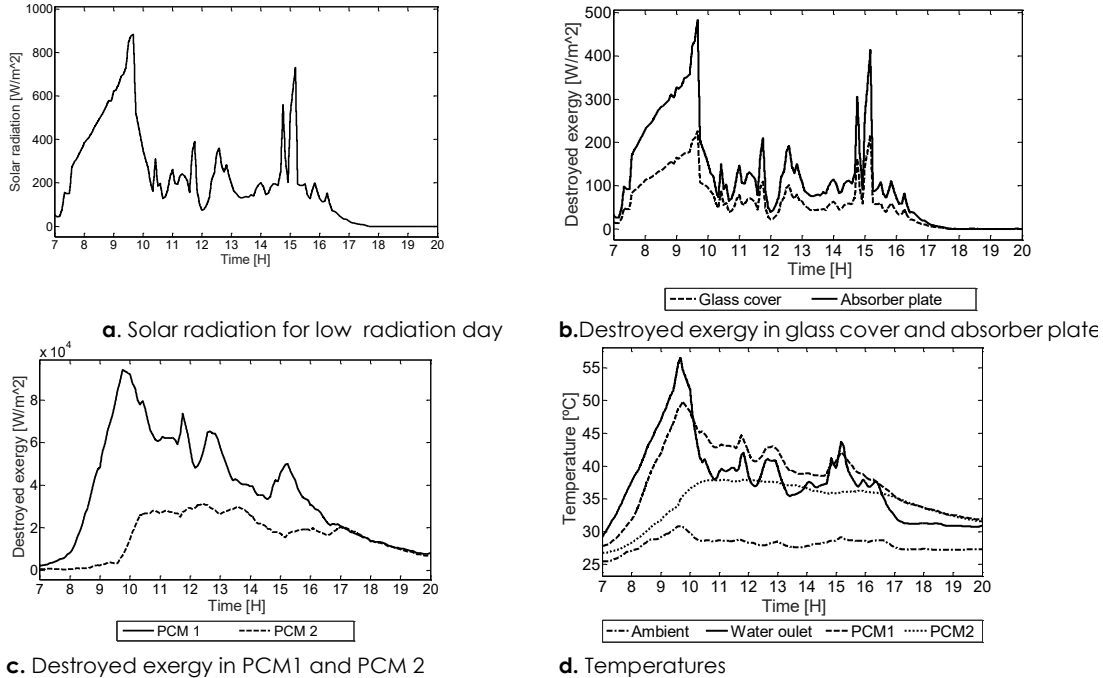 1000
800
600
400
200
0
Solar radiation [W/m^2]
7 8 9 10 11 12 13 14 15 16 17 18 19 20
Time [H]
a. Solar radiation for low radiation day
500
400
300
200
100
0
Destroyed exergy [W/m^2]
7 8 9 10 11 12 13 14 15 16 17 18 19 20
Time [H]
Glass cover Absorber plate
b.Destroyed exergy in glass cover and absorber plate
x 10^4
8
6
4
2
0
Destroyed exergy [W/m^2]
7 8 9 10 11 12 13 14 15 16 17 18 19 20
Time [H]
PCM 1 PCM 2
c. Destroyed exergy in PCM1 and PCM 2
55
50
45
40
35
30
25
Temperature [ºC]
7 8 9 10 11 12 13 14 15 16 17 18 19 20
Time [H]
Ambient Water oulet PCM1 PCM2
d. Temperatures